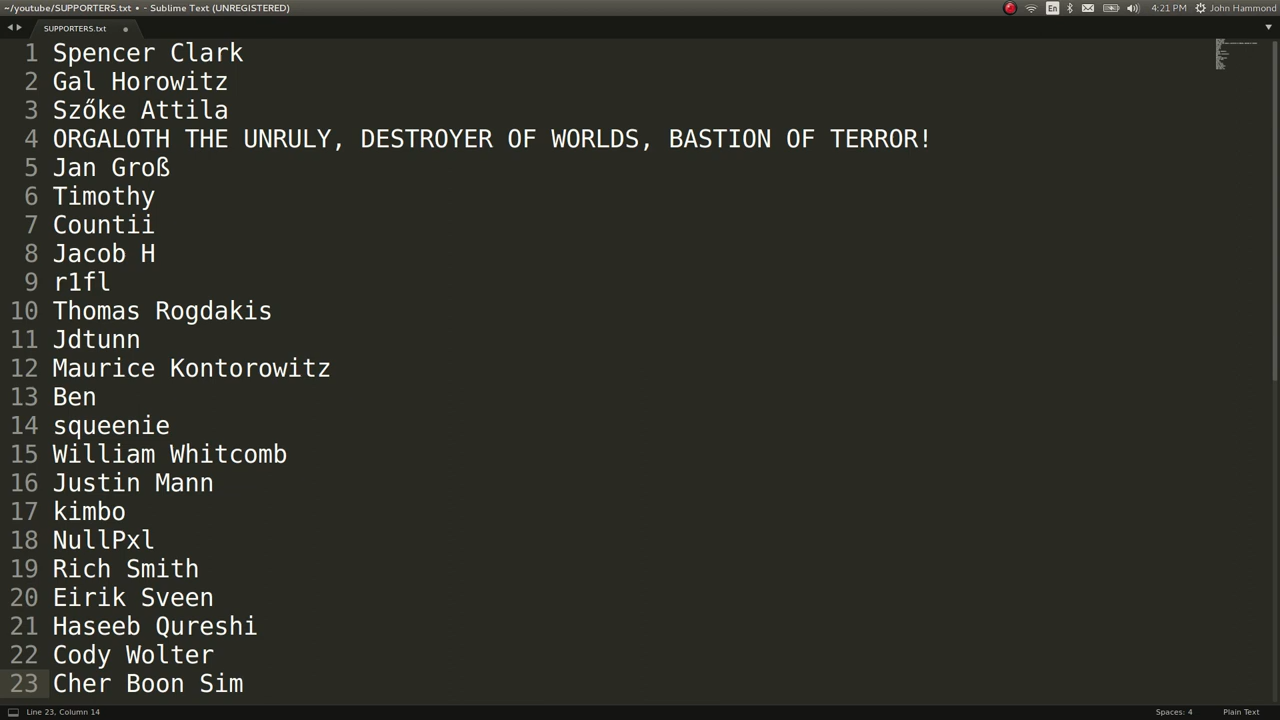 ~/youtube/SUPPORTERS.txt • - Sublime Text (UNREGISTERED)
En
4:21 PM
John Hammond
SUPPORTERS.txt
1 Spencer Clark
2 Gal Horowitz
3 Szőke Attila
4 ORGALOTH THE UNRULY, DESTROYER OF WORLDS, BASTION OF TERROR!
5 Jan Groß
6 Timothy
7 Countii
8 Jacob H
9 r1fl
10 Thomas Rogdakis
11 Jdtunn
12 Maurice Kontorowitz
13 Ben
14 squeenie
15 William Whitcomb
16 Justin Mann
17 kimbo
18 NullPxl
19 Rich Smith
20 Eirik Sveen
21 Haseeb Qureshi
22 Cody Wolter
23 Cher Boon Sim
Line 23, Column 14
Spaces: 4
Plain Text